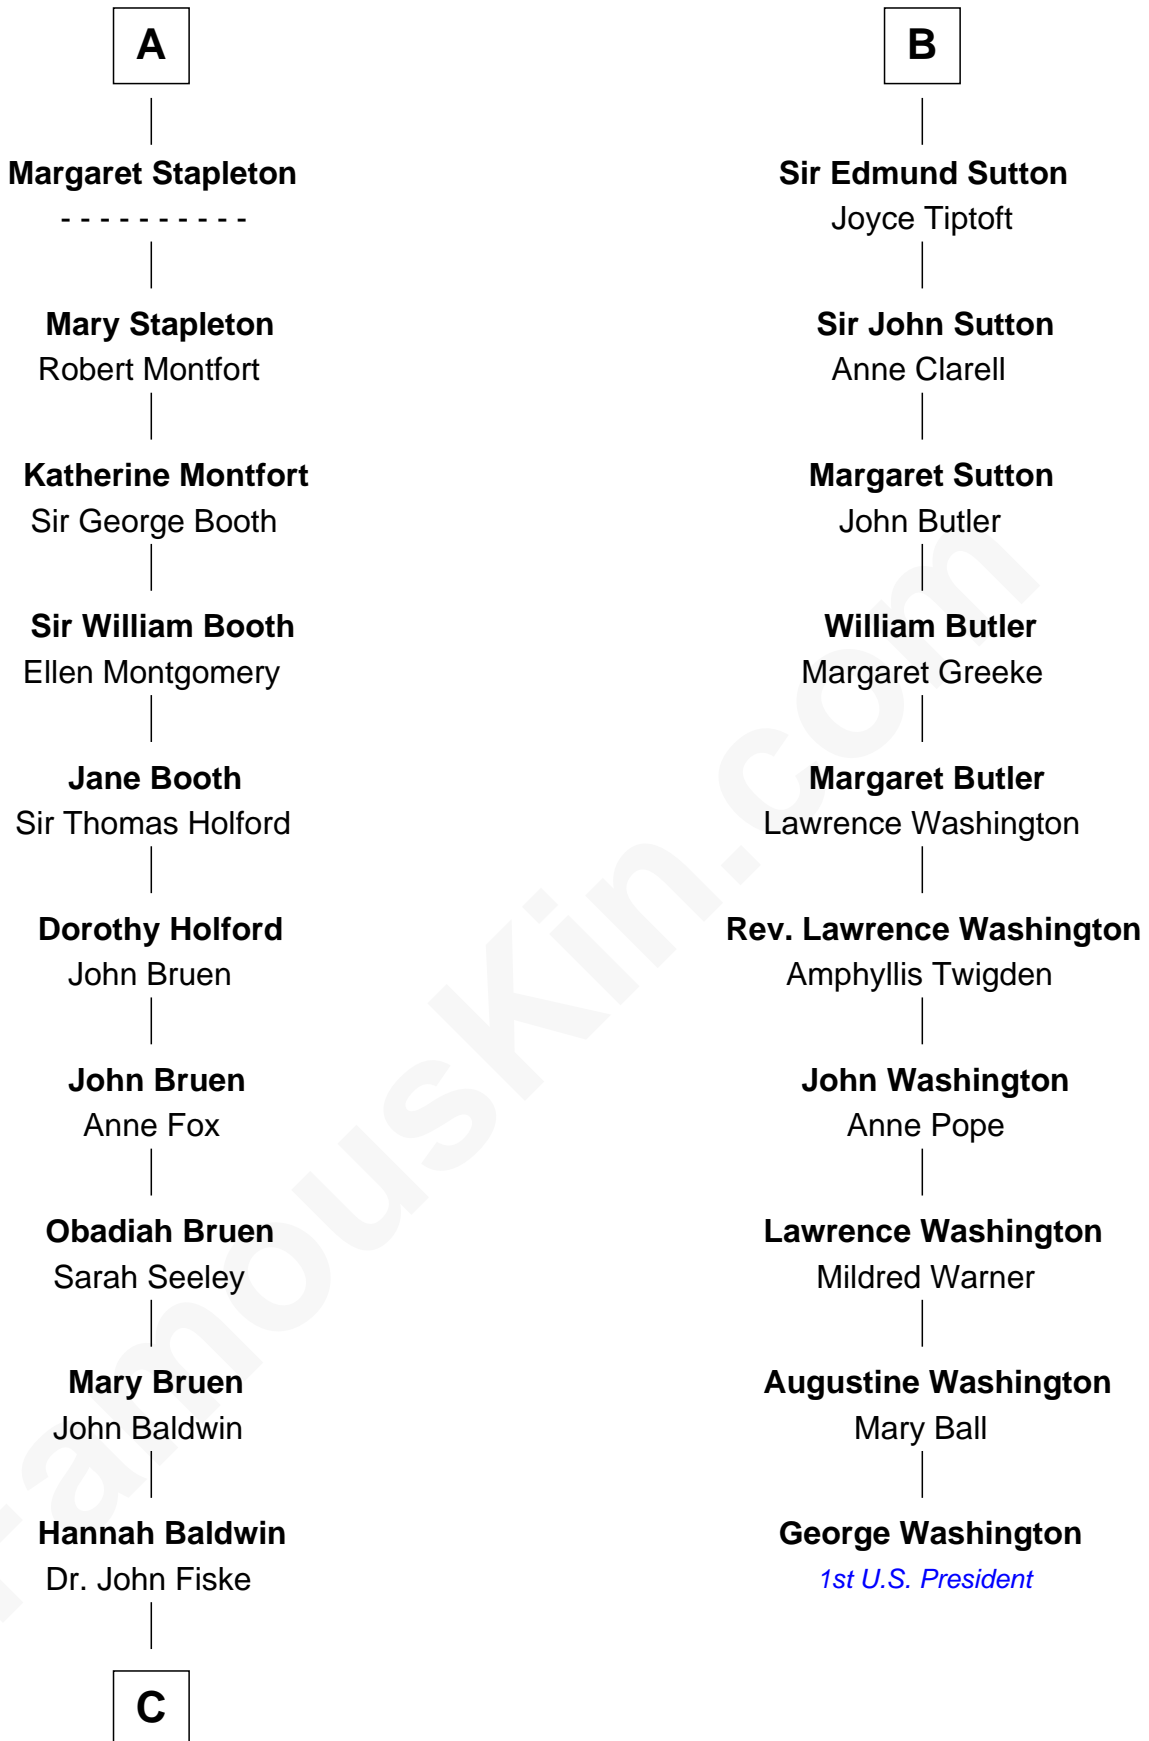 A
Margaret Stapleton
- - - - - - - - - -
Mary Stapleton
Robert Montfort
Katherine Montfort
Sir George Booth
Sir William Booth
Ellen Montgomery
Jane Booth
Sir Thomas Holford
Dorothy Holford
John Bruen
John Bruen
Anne Fox
Obadiah Bruen
Sarah Seeley
Mary Bruen
John Baldwin
Hannah Baldwin
Dr. John Fiske
C
B
Sir Edmund Sutton
Joyce Tiptoft
Sir John Sutton
Anne Clarell
Margaret Sutton
John Butler
William Butler
Margaret Greeke
Margaret Butler
Lawrence Washington
Rev. Lawrence Washington
Amphyllis Twigden
John Washington
Anne Pope
Lawrence Washington
Mildred Warner
Augustine Washington
Mary Ball
George Washington
1st U.S. President
FamousKin.com